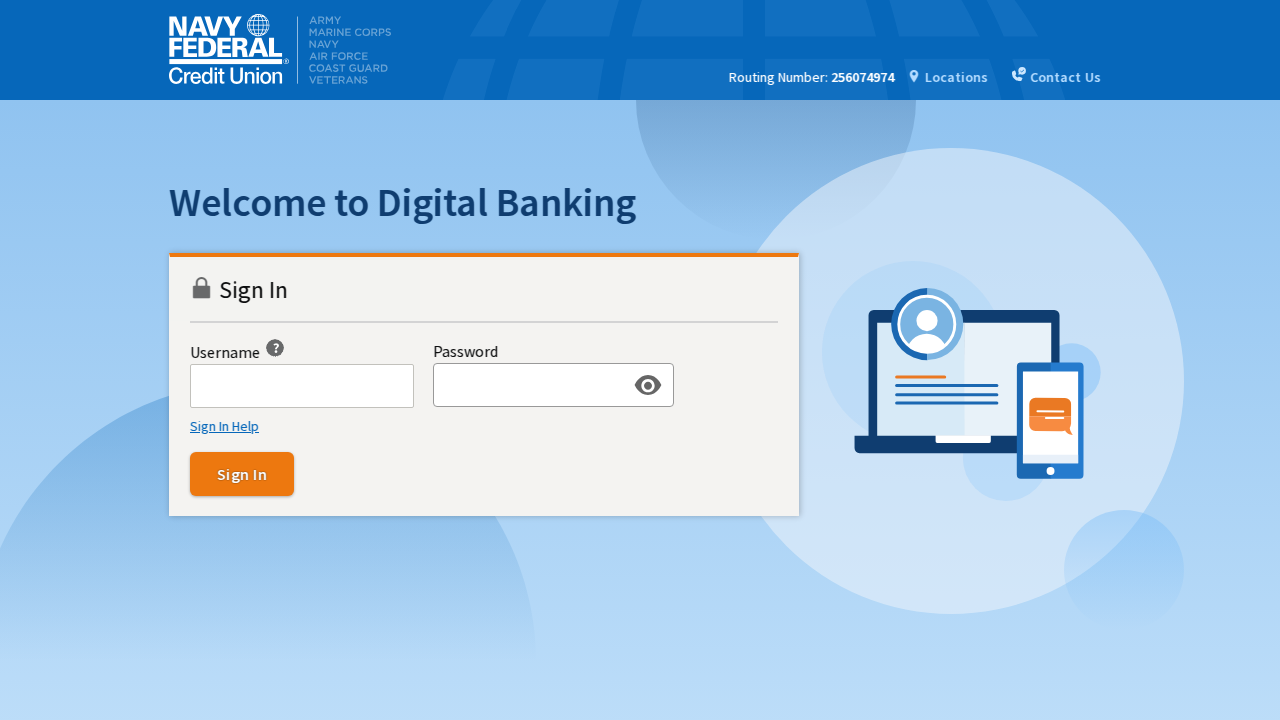 NAVY
FEDERAL®
Credit Union
ARMY
MARINE CORPS
NAVY
AIR FORCE
COAST GUARD
VETERANS
Routing Number: 256074974
Locations
Contact Us
Welcome to Digital Banking
Sign In
Username ?
Password
Sign In Help
Sign In